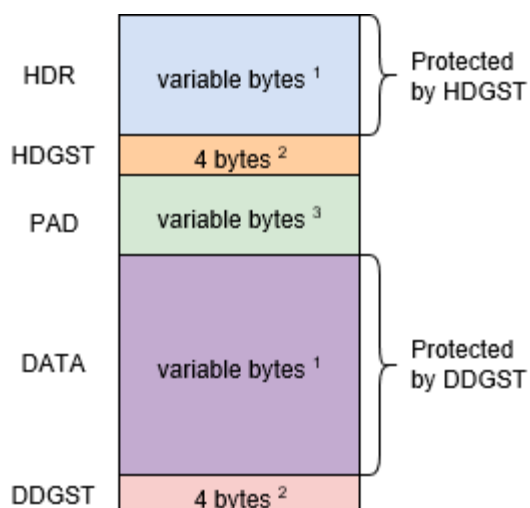 HDR
variable bytes 1
Protected
by HDGST
HDGST
4 bytes 2
PAD
variable bytes 3
DATA
variable bytes 1
Protected
by DDGST
DDGST
4 bytes 2